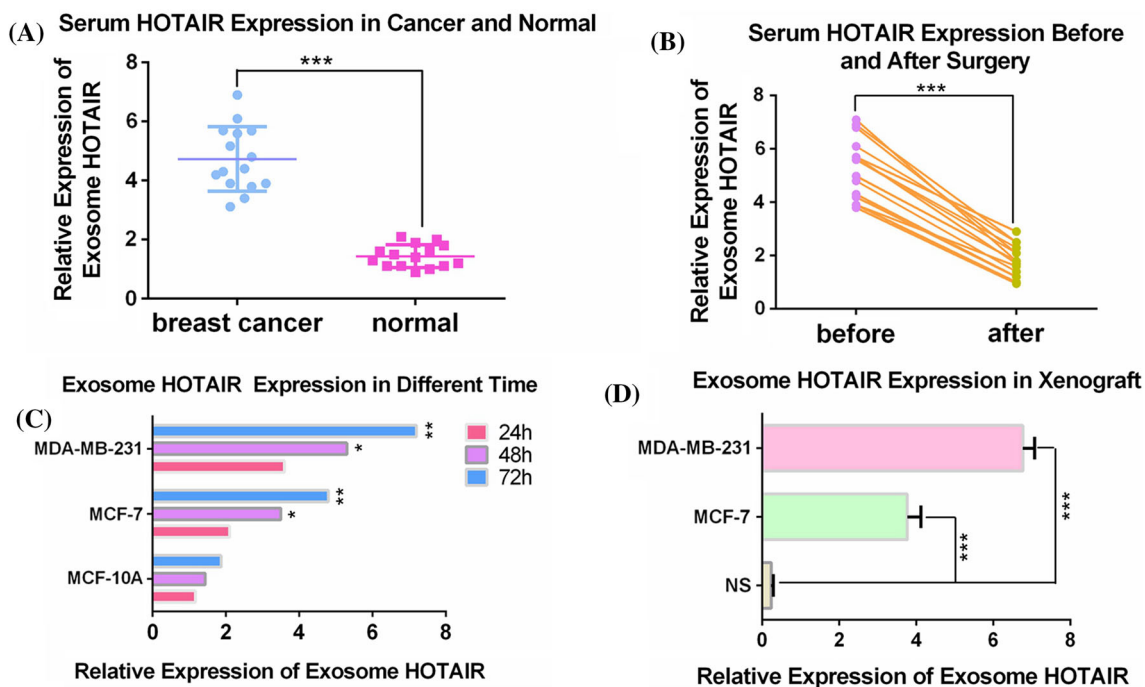 (A)
Serum HOTAIR Expression in Cancer and Normal
***
Relative Expression of
Exosome HOTAIR
8
6
4
2
0
breast cancer normal
(B)
Serum HOTAIR Expression Before
and After Surgery
***
Relative Expression of
Exosome HOTAIR
8
6
4
2
0
before after
(C)
Exosome HOTAIR Expression in Different Time
MDA-MB-231
MCF-7
MCF-10A
**
*
**
*
24h
48h
72h
0 2 4 6 8
Relative Expression of Exosome HOTAIR
(D)
Exosome HOTAIR Expression in Xenograft
MDA-MB-231
MCF-7
NS
***
***
0 2 4 6 8
Relative Expression of Exosome HOTAIR